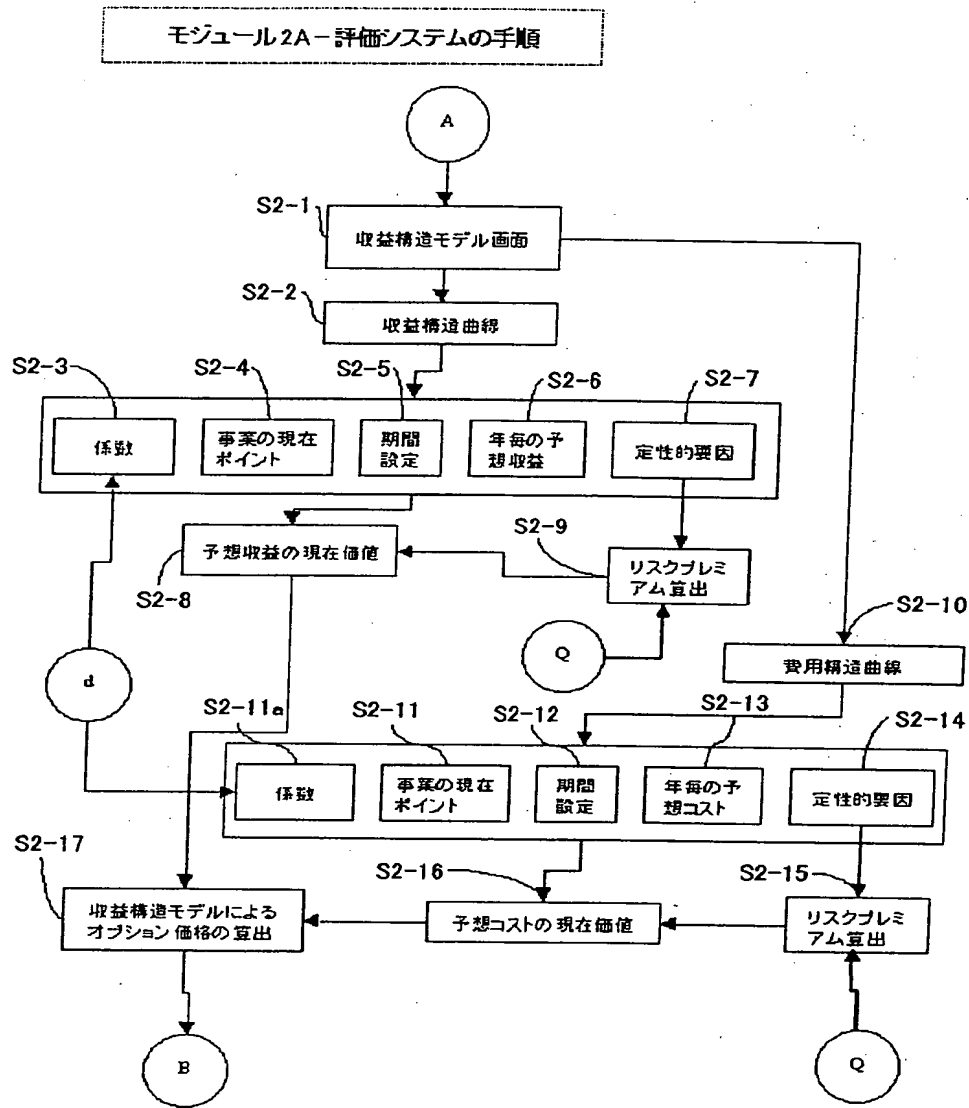 モジュール2A－評価システムの手順
A
S2-1
収益構造モデル画面
S2-2
収益構造曲線
S2-3
S2-4
S2-5
S2-6
S2-7
係数
事業の現在
ポイント
期間
設定
年毎の予
想収益
定性的要因
S2-8
予想収益の現在価値
S2-9
リスクプレミ
アム算出
S2-10
費用構造曲線
d
Q
S2-11a
S2-11
S2-12
S2-13
S2-14
係数
事業の現在
ポイント
期間
設定
年毎の予
想コスト
定性的要因
S2-17
収益構造モデルによる
オプション価格の算出
S2-16
予想コストの現在価値
S2-15
リスクプレミ
アム算出
B
Q